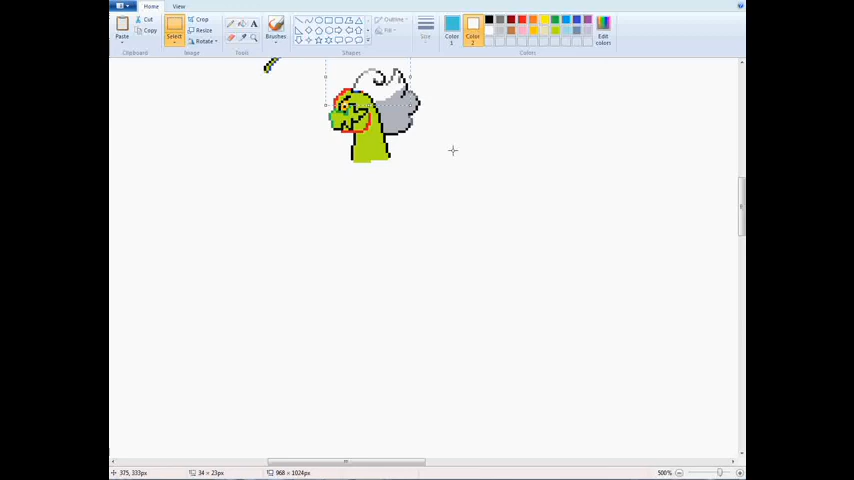 Home View
Paste
Cut
Copy
Clipboard
Select
Crop
Resize
Rotate
Image
A
Tools
Brushes
Outline
Fill
Shapes
Size
Color 1
Color 2
Edit colors
Colors
375, 333px 34 × 23px 968 × 1024px 500%